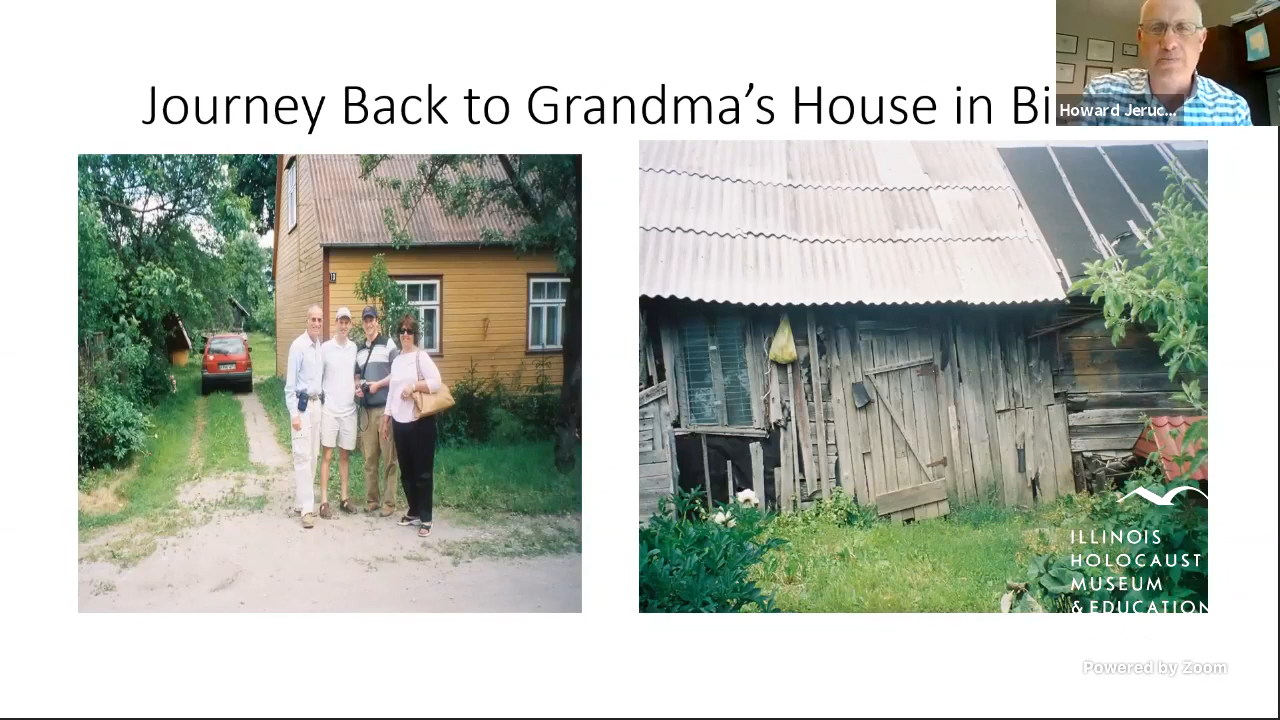 Journey Back to Grandma's House in Bi
Howard Jeruc...
ILLINOIS
HOLOCAUST
MUSEUM
& EDUCATION
Powered by Zoom